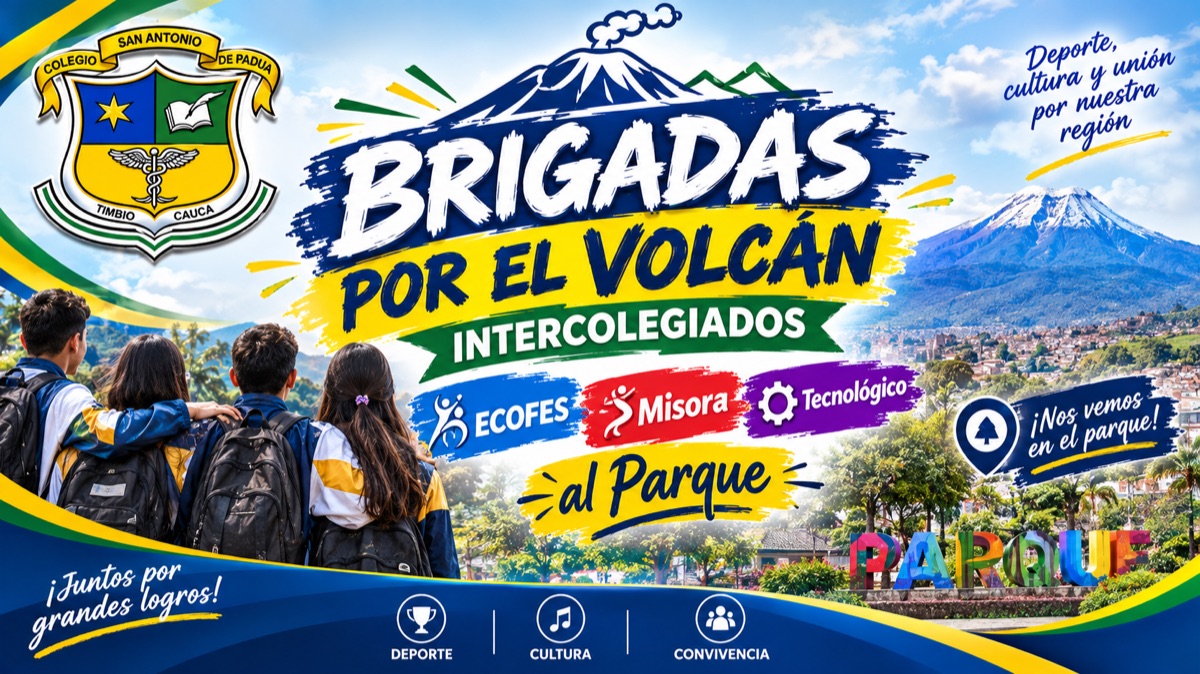 COLEGIO SAN ANTONIO DE PADUA
TIMBIO CAUCA
BRIGADAS
POR EL VOLCÁN
INTERCOLEGIADOS
ECOFES Misora Tecnológico
al Parque
Deporte,
cultura y unión
por nuestra
región
¡Nos vemos
en el parque!
PARQUE
¡Juntos por
grandes logros!
DEPORTE
CULTURA
CONVIVENCIA